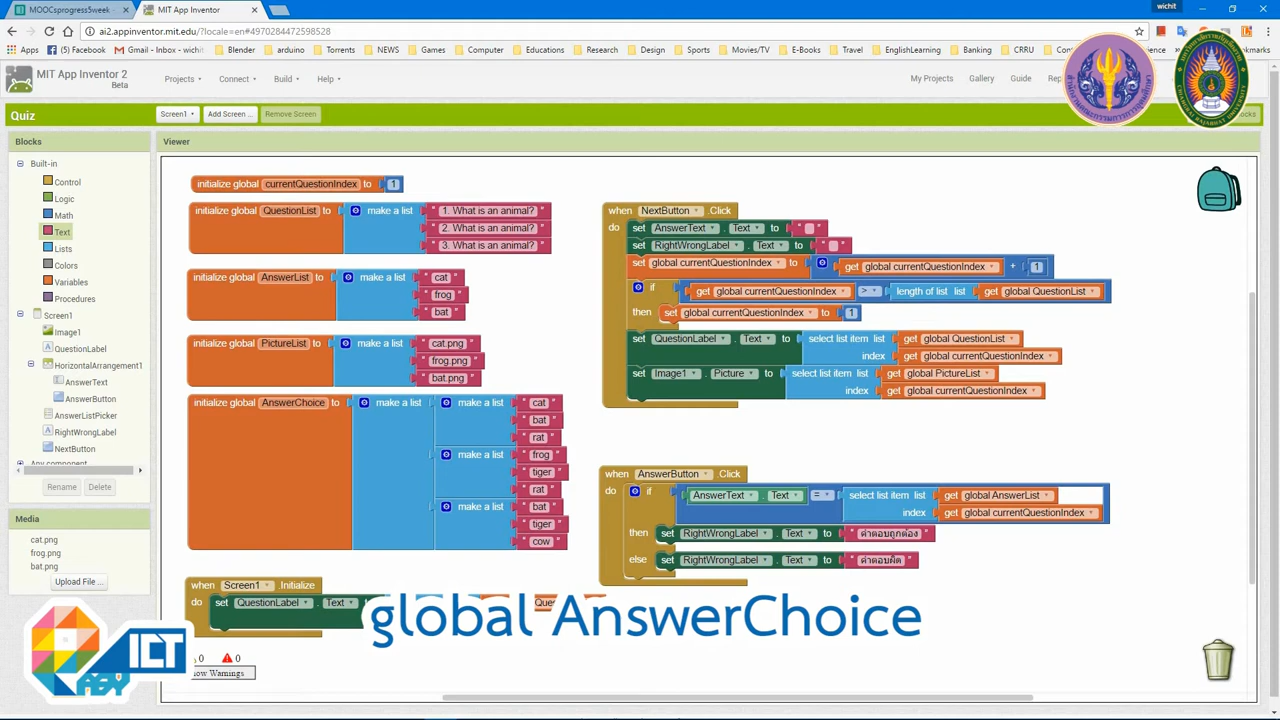 wichit
MOOCsprogress5week -
MIT App Inventor
ai2.appinventor.mit.edu/?locale=en#4970284472598528
Apps
(5) Facebook
Gmail - Inbox - wichit
Blender
arduino
Torrent
NEWS
Games
Computer
Educations
Research
Design
Sports
Movies/TV
E-Books
Travel
EnglishLearning
Banking
CRRU
MIT App Inventor 2
Beta
Projects
Connect
Build
Help
My Projects
Gallery
Guide
Quiz
Screen1
Add Screen ...
Remove Screen
Blocks
Viewer
Built-in
Control
Logic
Math
Text
Lists
Colors
Variables
Procedures
Screen1
Image1
QuestionLabel
HorizontalArrangement1
AnswerText
AnswerButton
AnswerListPicker
RightWrongLabel
NextButton
Any component
Rename
Delete
Media
cat.png
frog.png
bat.png
Upload File ...
initialize global currentQuestionIndex to 1
initialize global QuestionList to make a list " 1. What is an animal? "
" 2. What is an animal? "
" 3. What is an animal? "
initialize global AnswerList to make a list " cat "
" frog "
" bat "
initialize global PictureList to make a list " cat.png "
" frog.png "
" bat.png "
initialize global AnswerChoice to make a list make a list " cat "
" bat "
" rat "
make a list " frog "
" tiger "
" rat "
make a list " bat "
" tiger "
" cow "
when Screen1 .Initialize
do set QuestionLabel . Text
when NextButton .Click
do set AnswerText . Text to " "
set RightWrongLabel . Text to " "
set global currentQuestionIndex to get global currentQuestionIndex + 1
if get global currentQuestionIndex > length of list list get global QuestionList
then set global currentQuestionIndex to 1
set QuestionLabel . Text to select list item list get global QuestionList
index get global currentQuestionIndex
set Image1 . Picture to select list item list get global PictureList
index get global currentQuestionIndex
when AnswerButton .Click
do if AnswerText . Text = select list item list get global AnswerList
index get global currentQuestionIndex
then set RightWrongLabel . Text to " คำตอบถูกต้อง "
else set RightWrongLabel . Text to " คำตอบผิด "
global AnswerChoice
0 0
ow Warnings
ICT